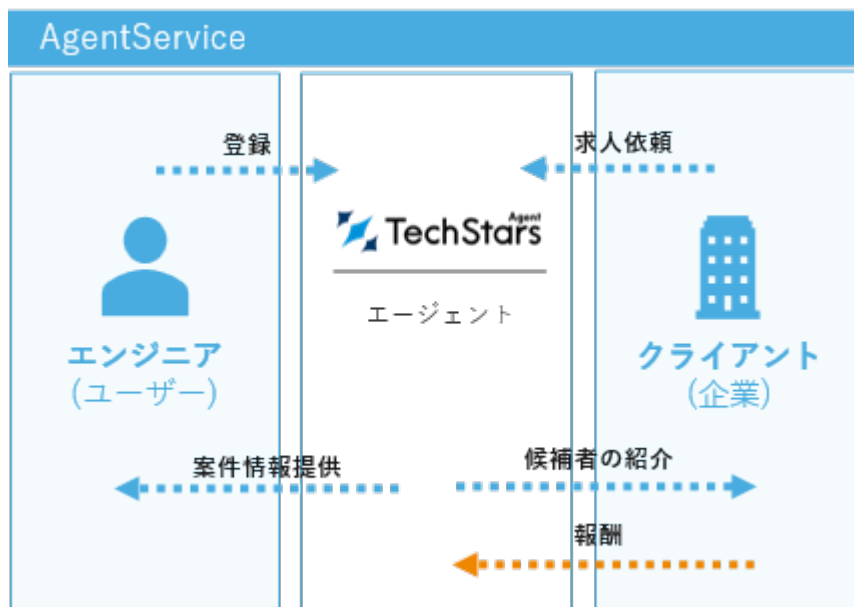 AgentService
登録
求人依頼
Agent
TechStars
エージェント
エンジニア
(ユーザー)
クライアント
(企業)
案件情報提供
候補者の紹介
報酬